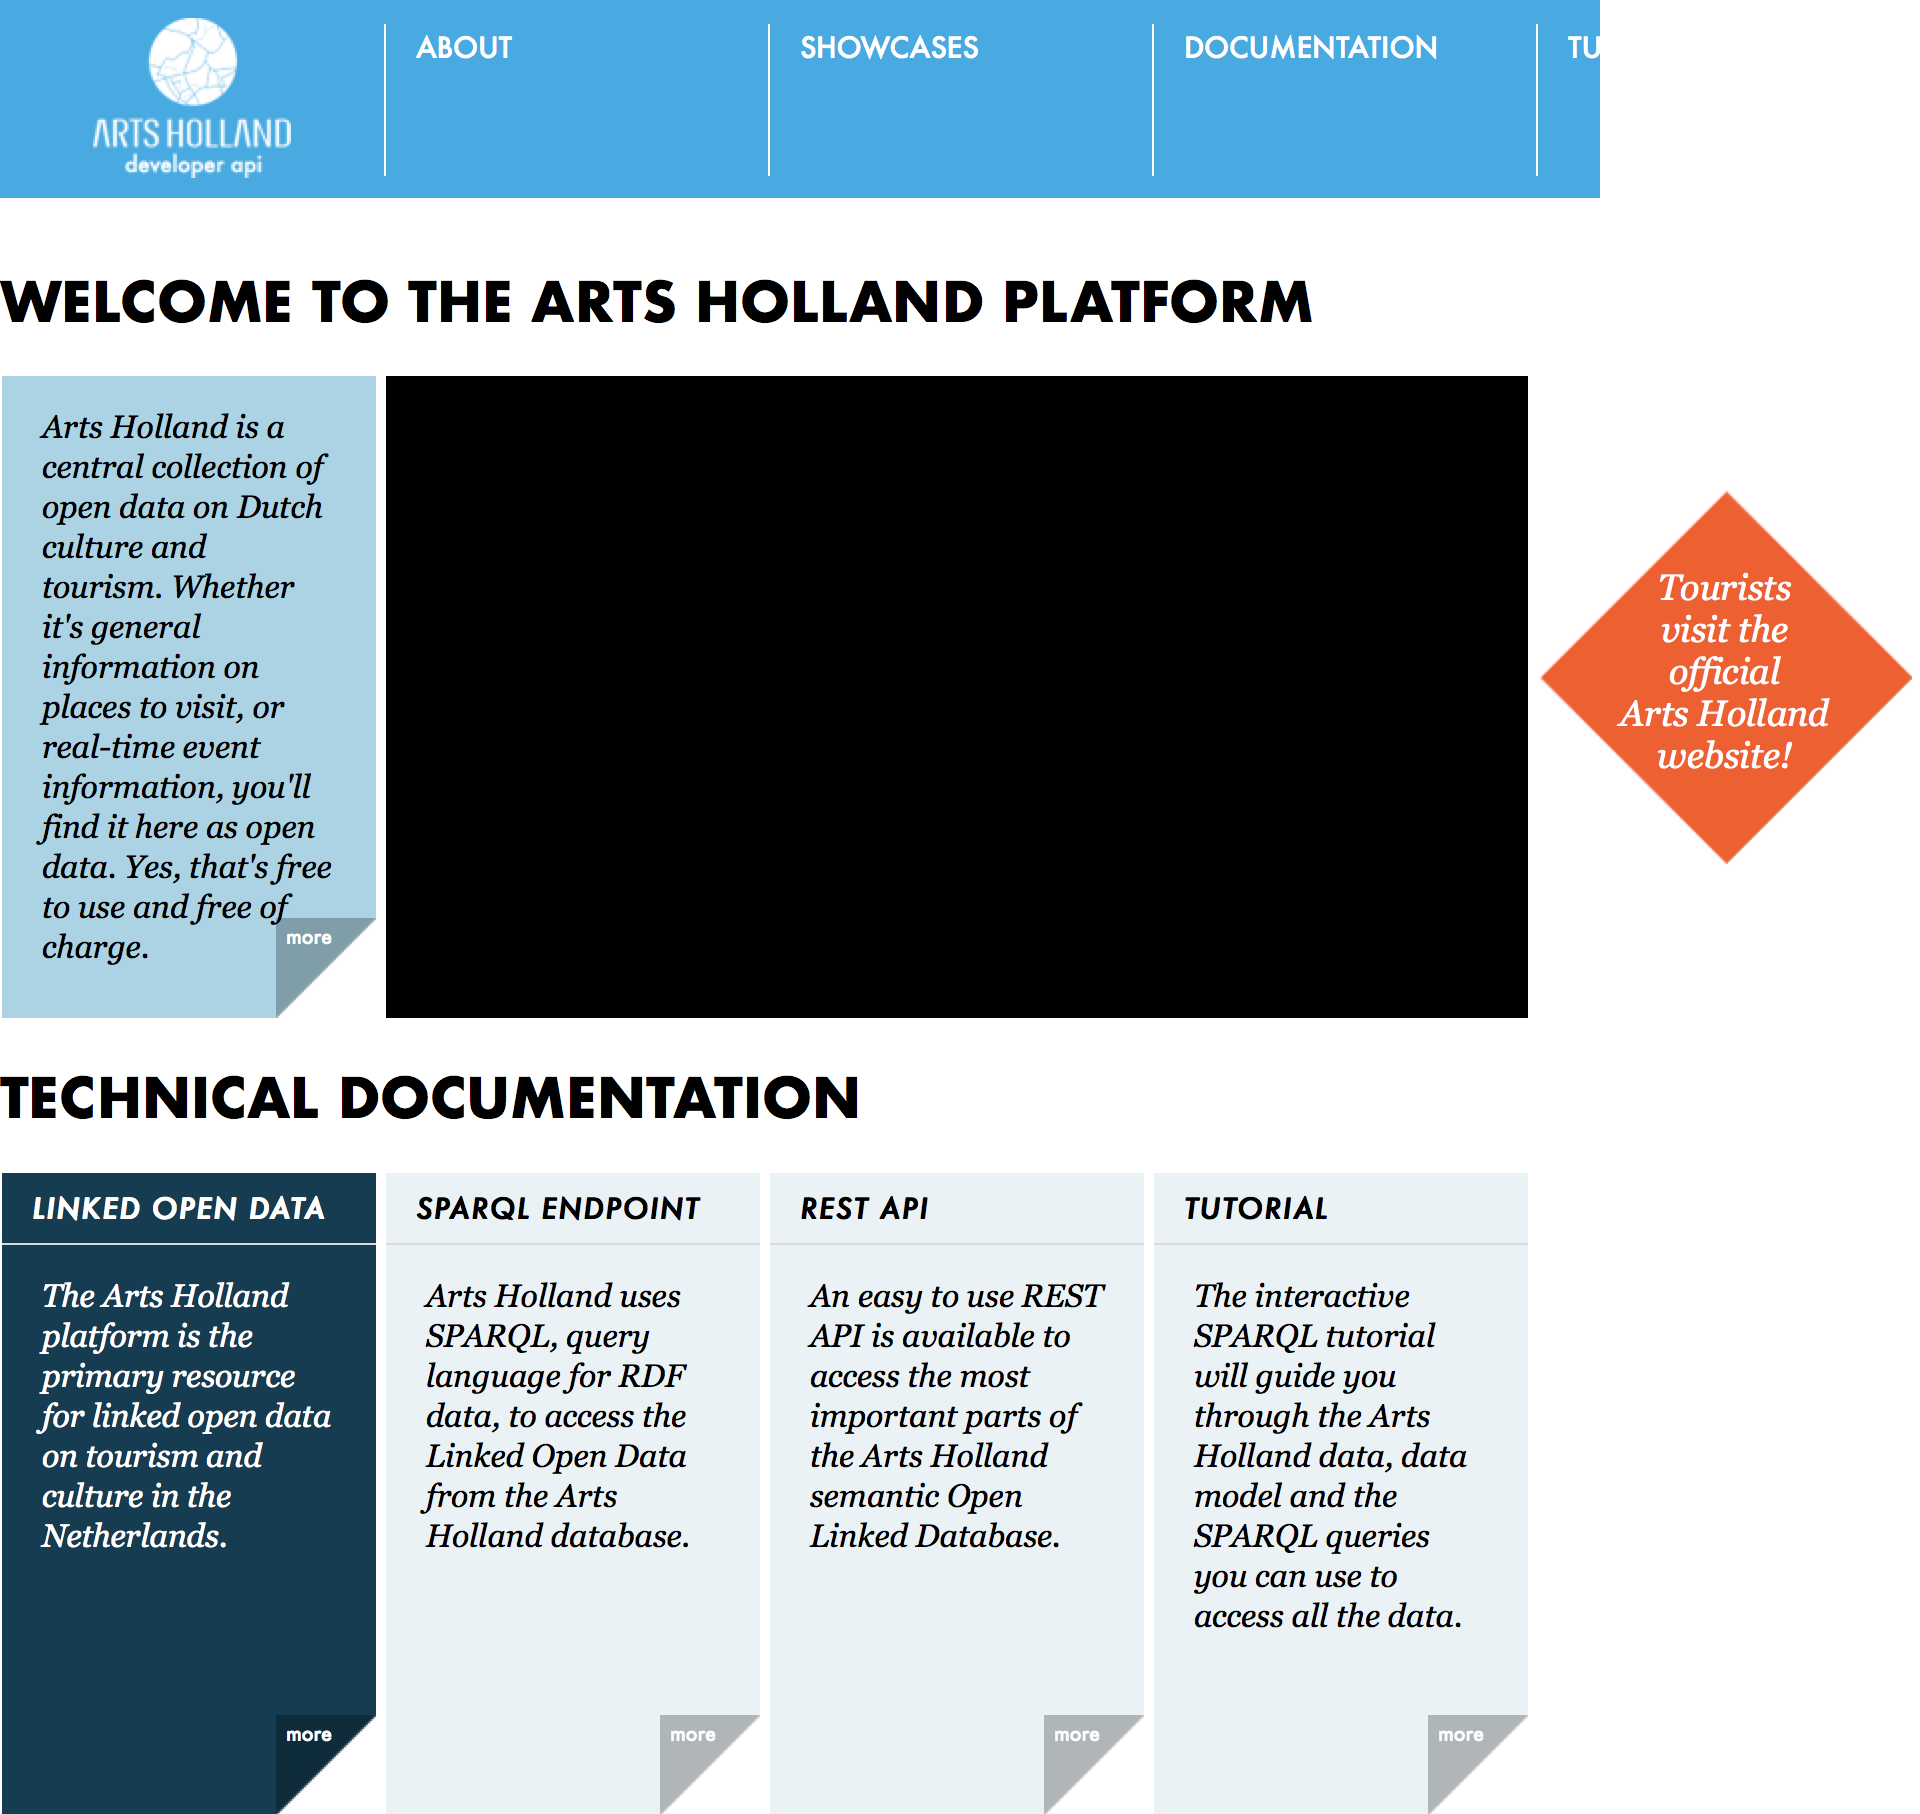 ARTS HOLLAND
developer api
ABOUT
SHOWCASES
DOCUMENTATION
TU
WELCOME TO THE ARTS HOLLAND PLATFORM
Arts Holland is a
central collection of
open data on Dutch
culture and
tourism. Whether
it's general
information on
places to visit, or
real-time event
information, you'll
find it here as open
data. Yes, that's free
to use and free of
charge.
more
Tourists
visit the
official
Arts Holland
website!
TECHNICAL DOCUMENTATION
LINKED OPEN DATA
The Arts Holland
platform is the
primary resource
for linked open data
on tourism and
culture in the
Netherlands.
more
SPARQL ENDPOINT
Arts Holland uses
SPARQL, query
language for RDF
data, to access the
Linked Open Data
from the Arts
Holland database.
more
REST API
An easy to use REST
API is available to
access the most
important parts of
the Arts Holland
semantic Open
Linked Database.
more
TUTORIAL
The interactive
SPARQL tutorial
will guide you
through the Arts
Holland data, data
model and the
SPARQL queries
you can use to
access all the data.
more